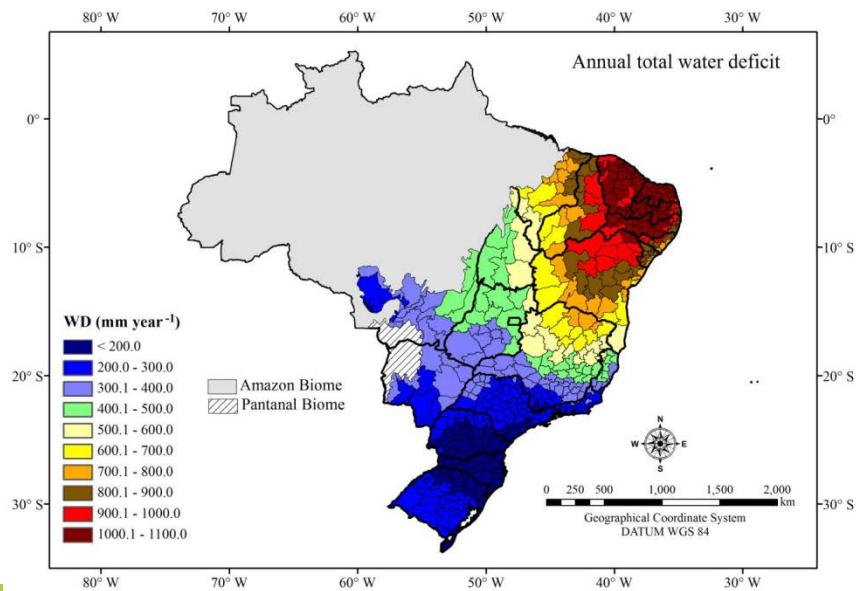 80° W 70° W 60° W 50° W 40° W 30° W
Annual total water deficit
0° 0°
10° S 10° S
20° S 20° S
30° S 30° S
WD (mm year⁻¹)
< 200.0
200.0 - 300.0
300.1 - 400.0
400.1 - 500.0
500.1 - 600.0
600.1 - 700.0
700.1 - 800.0
800.1 - 900.0
900.1 - 1000.0
1000.1 - 1100.0
Amazon Biome
Pantanal Biome
N
W E
S
0 250 500 1,000 1,500 2,000
km
Geographical Coordinate System
DATUM WGS 84
80° W 70° W 60° W 50° W 40° W 30° W